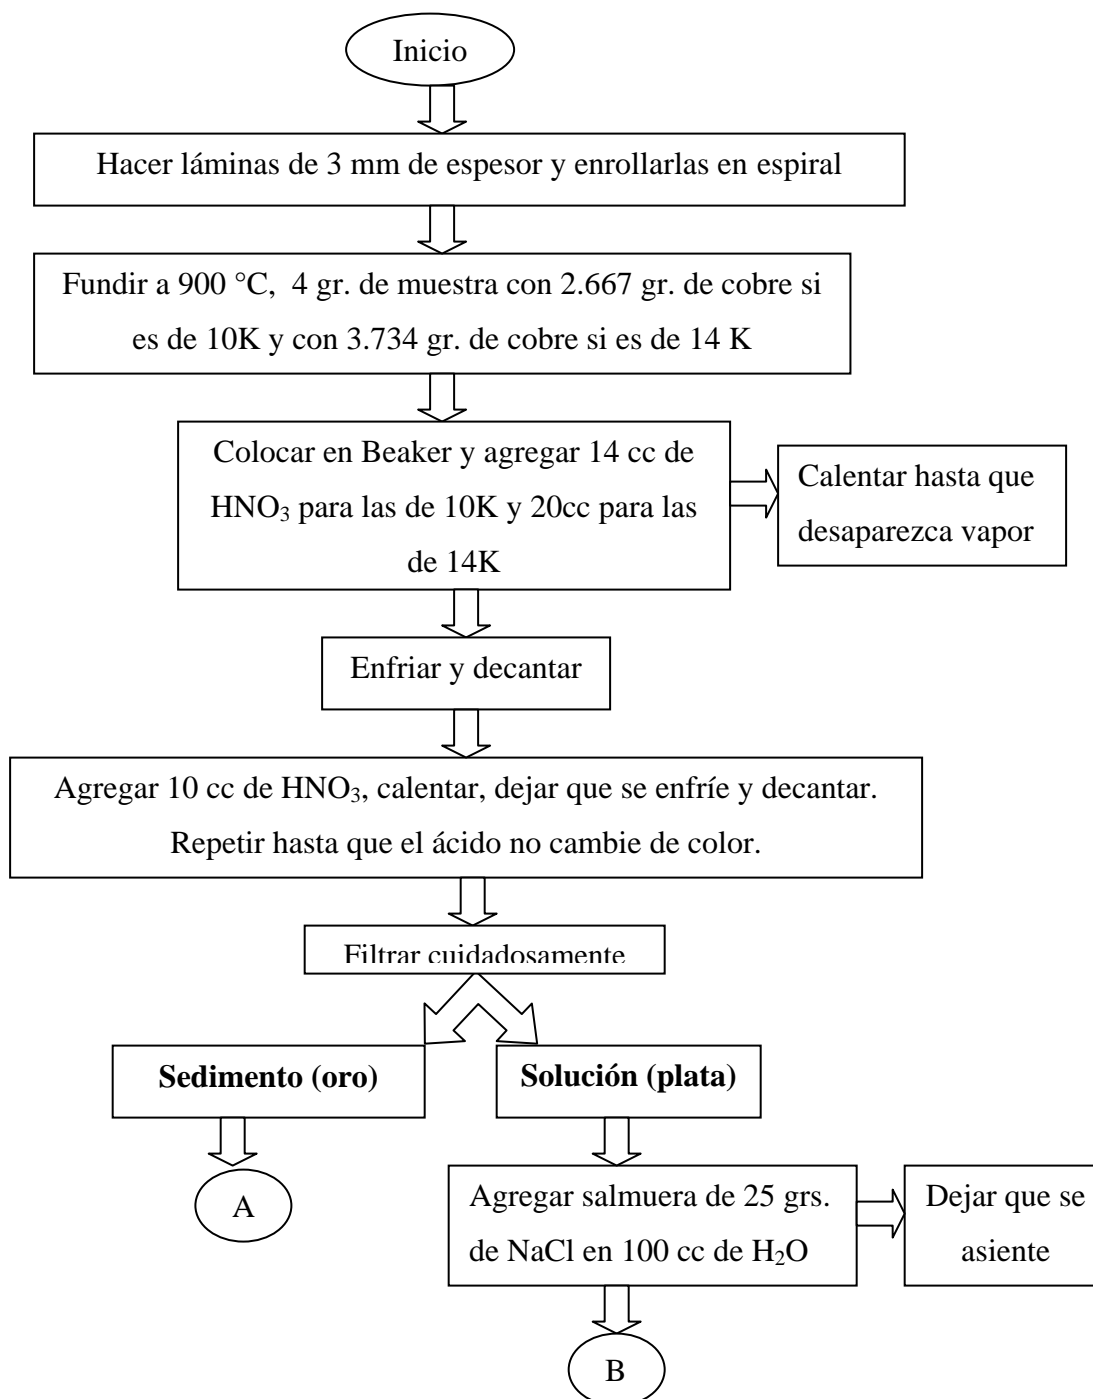 Inicio
Hacer láminas de 3 mm de espesor y enrollarlas en espiral
Fundir a 900 °C,  4 gr. de muestra con 2.667 gr. de cobre si
es de 10K y con 3.734 gr. de cobre si es de 14 K
Colocar en Beaker y agregar 14 cc de
HNO₃ para las de 10K y 20cc para las
de 14K
Calentar hasta que
desaparezca vapor
Enfriar y decantar
Agregar 10 cc de HNO₃, calentar, dejar que se enfríe y decantar.
Repetir hasta que el ácido no cambie de color.
Filtrar cuidadosamente
Sedimento (oro)
Solución (plata)
A
Agregar salmuera de 25 grs.
de NaCl en 100 cc de H₂O
Dejar que se
asiente
B